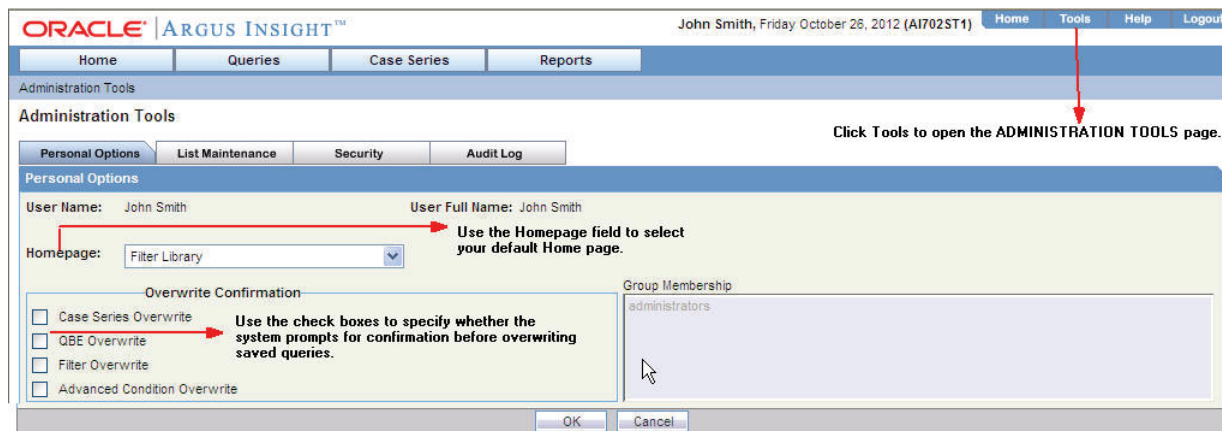 ORACLE® | ARGUS INSIGHT™
John Smith, Friday October 26, 2012 (AI702ST1)
Home Tools Help Logout
Home Queries Case Series Reports
Administration Tools
Administration Tools
Click Tools to open the ADMINISTRATION TOOLS page.
Personal Options List Maintenance Security Audit Log
Personal Options
User Name: John Smith User Full Name: John Smith
Use the Homepage field to select
your default Home page.
Homepage: Filter Library
Group Membership
administrators
Overwrite Confirmation
Case Series Overwrite
QBE Overwrite
Filter Overwrite
Advanced Condition Overwrite
Use the check boxes to specify whether the
system prompts for confirmation before overwriting
saved queries.
OK Cancel